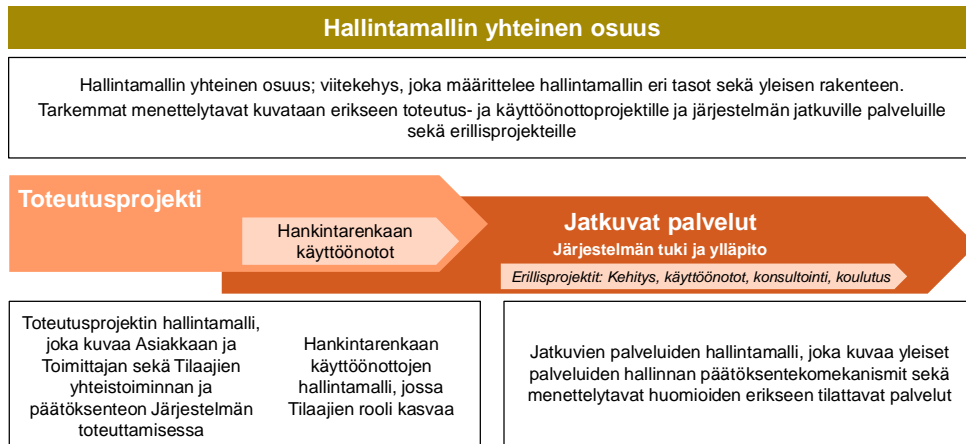 Hallintamallin yhteinen osuus
Hallintamallin yhteinen osuus; viitekehys, joka määrittelee hallintamallin eri tasot sekä yleisen rakenteen.
Tarkemmat menettelytavat kuvataan erikseen toteutus- ja käyttöönottoprojektille ja järjestelmän jatkuville palveluille
sekä erillisprojekteille
Toteutusprojekti
Hankintarenkaan
käyttöönotot
Jatkuvat palvelut
Järjestelmän tuki ja ylläpito
Erillisprojektit: Kehitys, käyttöönotot, konsultointi, koulutus
Toteutusprojektin hallintamalli,
joka kuvaa Asiakkaan ja
Toimittajan sekä Tilaajien
yhteistoiminnan ja
päätöksenteon Järjestelmän
toteuttamisessa
Hankintarenkaan
käyttöönottojen
hallintamalli, jossa
Tilaajien rooli kasvaa
Jatkuvien palveluiden hallintamalli, joka kuvaa yleiset
palveluiden hallinnan päätöksentekomekanismit sekä
menettelytavat huomioiden erikseen tilattavat palvelut